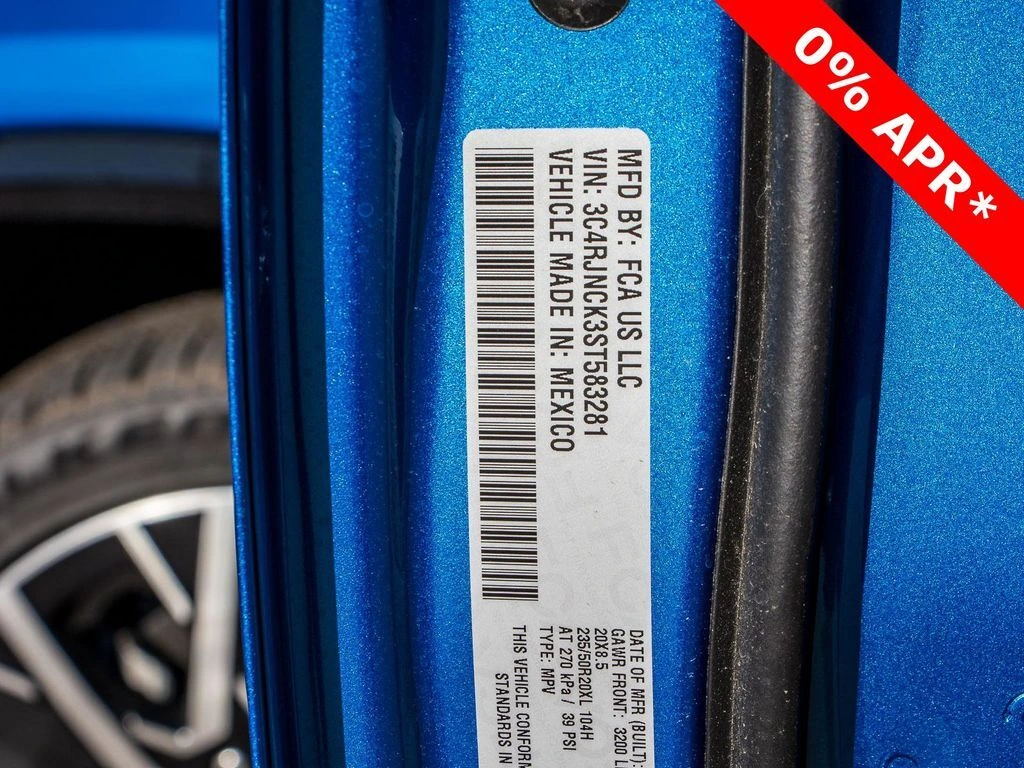 0% APR*
MFD BY: FCA US LLC
VIN: 3C4RJNCK3ST583281
VEHICLE MADE IN: MEXICO
DATE OF MFR (BUILT):
GAWR FRONT: 3200
20X8.5
235/50R20XL 104H
AT 270 kPa / 39 PSI
TYPE: MPV
THIS VEHICLE
STANDARDS IN